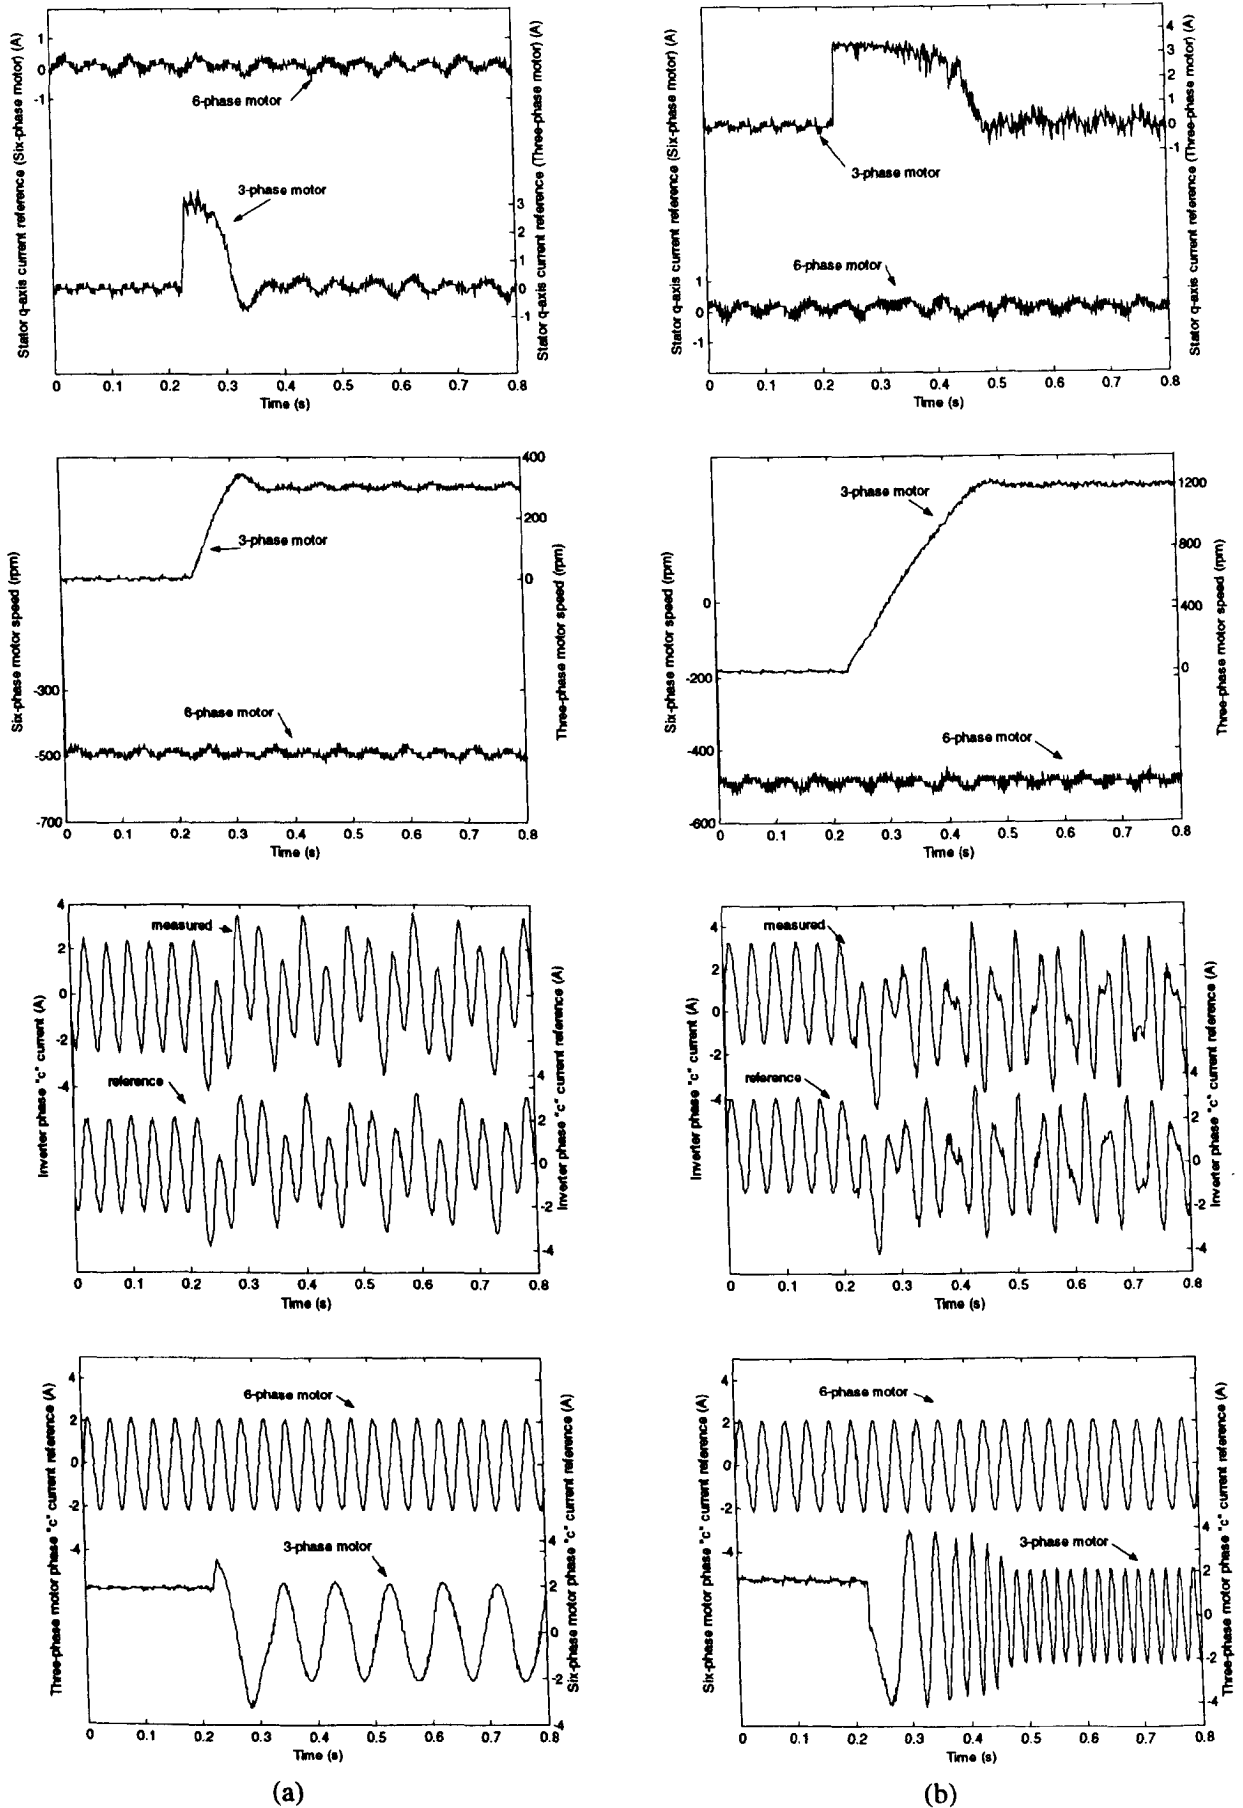 Stator q-axis current reference (Six-phase motor) (A)
1
0
-1
6-phase motor
3-phase motor
3
2
1
0
-1
Stator q-axis current reference (Three-phase motor) (A)
0 0.1 0.2 0.3 0.4 0.5 0.6 0.7 0.8
Time (s)
Stator q-axis current reference (Six-phase motor) (A)
4
3
2
1
0
-1
3-phase motor
6-phase motor
1
0
-1
Stator q-axis current reference (Three-phase motor) (A)
0 0.1 0.2 0.3 0.4 0.5 0.6 0.7 0.8
Time (s)
Six-phase motor speed (rpm)
400
200
0
3-phase motor
-300
6-phase motor
-500
-700
Three-phase motor speed (rpm)
0 0.1 0.2 0.3 0.4 0.5 0.6 0.7 0.8
Time (s)
Six-phase motor speed (rpm)
3-phase motor
1200
800
400
0
0
-200
6-phase motor
-400
-600
Three-phase motor speed (rpm)
0 0.1 0.2 0.3 0.4 0.5 0.6 0.7 0.8
Time (s)
Inverter phase "c" current (A)
4
2
0
-2
-4
measured
reference
4
2
0
-2
-4
Inverter phase "c" current reference (A)
0 0.1 0.2 0.3 0.4 0.5 0.6 0.7 0.8
Time (s)
Inverter phase "c" current (A)
4
2
0
-2
-4
measured
reference
4
2
0
-2
-4
Inverter phase "c" current reference (A)
0 0.1 0.2 0.3 0.4 0.5 0.6 0.7 0.8
Time (s)
Three-phase motor phase "c" current reference (A)
4
2
0
-2
-4
6-phase motor
3-phase motor
4
2
0
-2
-4
Six-phase motor phase "c" current reference (A)
0 0.1 0.2 0.3 0.4 0.5 0.6 0.7 0.8
Time (s)
(a)
Six-phase motor phase "c" current reference (A)
4
2
0
-2
-4
6-phase motor
3-phase motor
4
2
0
-2
-4
Three-phase motor phase "c" current reference (A)
0 0.1 0.2 0.3 0.4 0.5 0.6 0.7 0.8
Time (s)
(b)